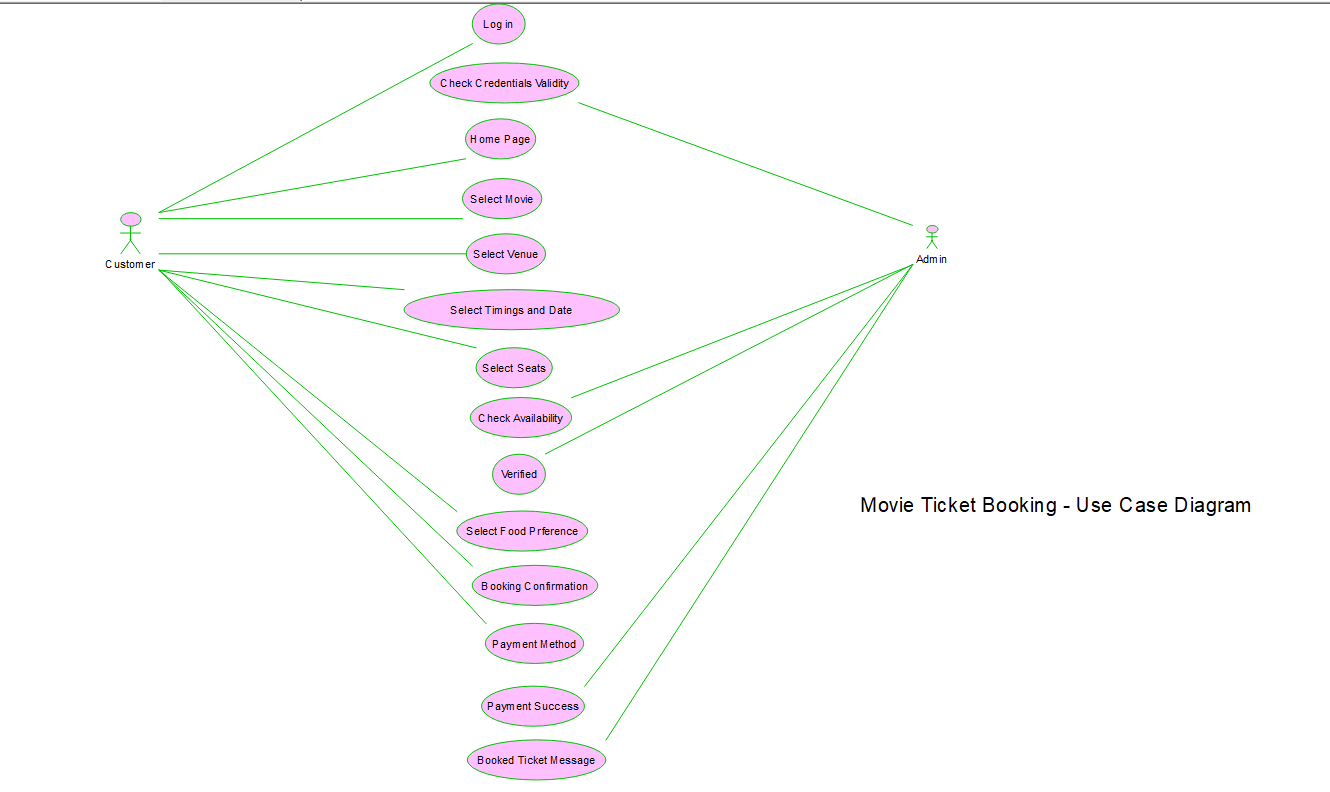 Log in
Check Credentials Validity
Home Page
Select Movie
Customer
Select Venue
Admin
Select Timings and Date
Select Seats
Check Availability
Verified
Movie Ticket Booking - Use Case Diagram
Select Food Prference
Booking Confirmation
Payment Method
Payment Success
Booked Ticket Message